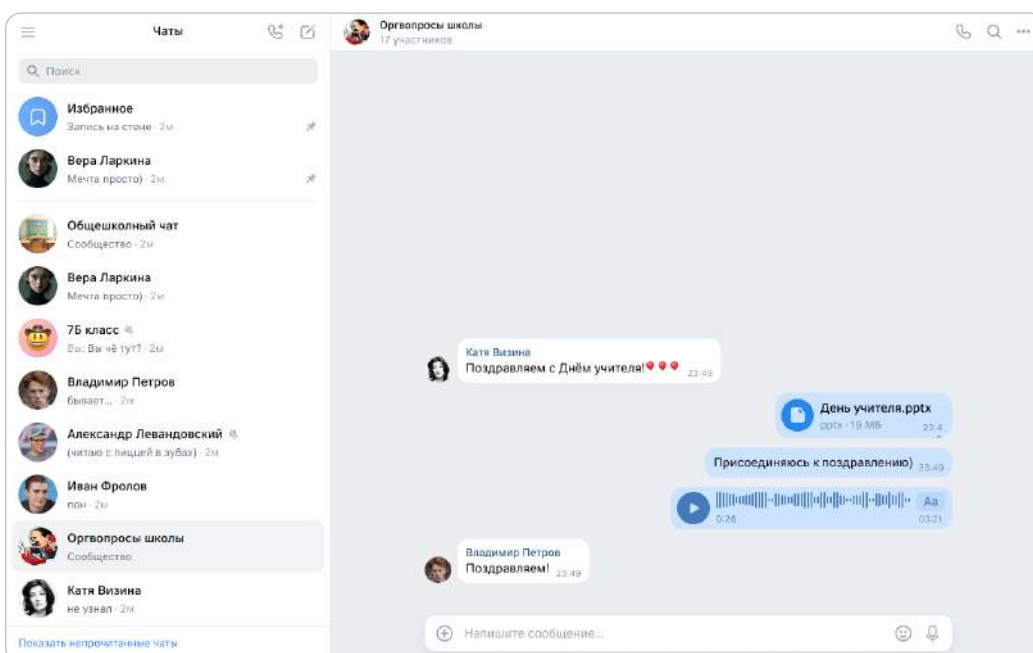 Чаты
Поиск
Избранное
Запись на стене · 2м
Вера Ларкина
Мечта просто) · 2м
Общешколный чат
Сообщество · 2м
Вера Ларкина
Мечта просто) · 2м
7Б класс
Вы: Вы чё тут? · 2м
Владимир Петров
бывает... · 2м
Александр Левандовский
(читаю с пиццей в зубах) · 2м
Иван Фролов
пон · 2м
Оргвопросы школы
Сообщество
Катя Визина
не узнал · 2м
Показать непрочитанные чаты
Оргвопросы школы
17 участников
Катя Визина
Поздравляем с Днём учителя! 23:49
День учителя.pptx
pptx · 19 МБ 23:4
Присоединяюсь к поздравлению) 23:49
Аа
0:26 03:21
Владимир Петров
Поздравляем! 23:49
Напишите сообщение...